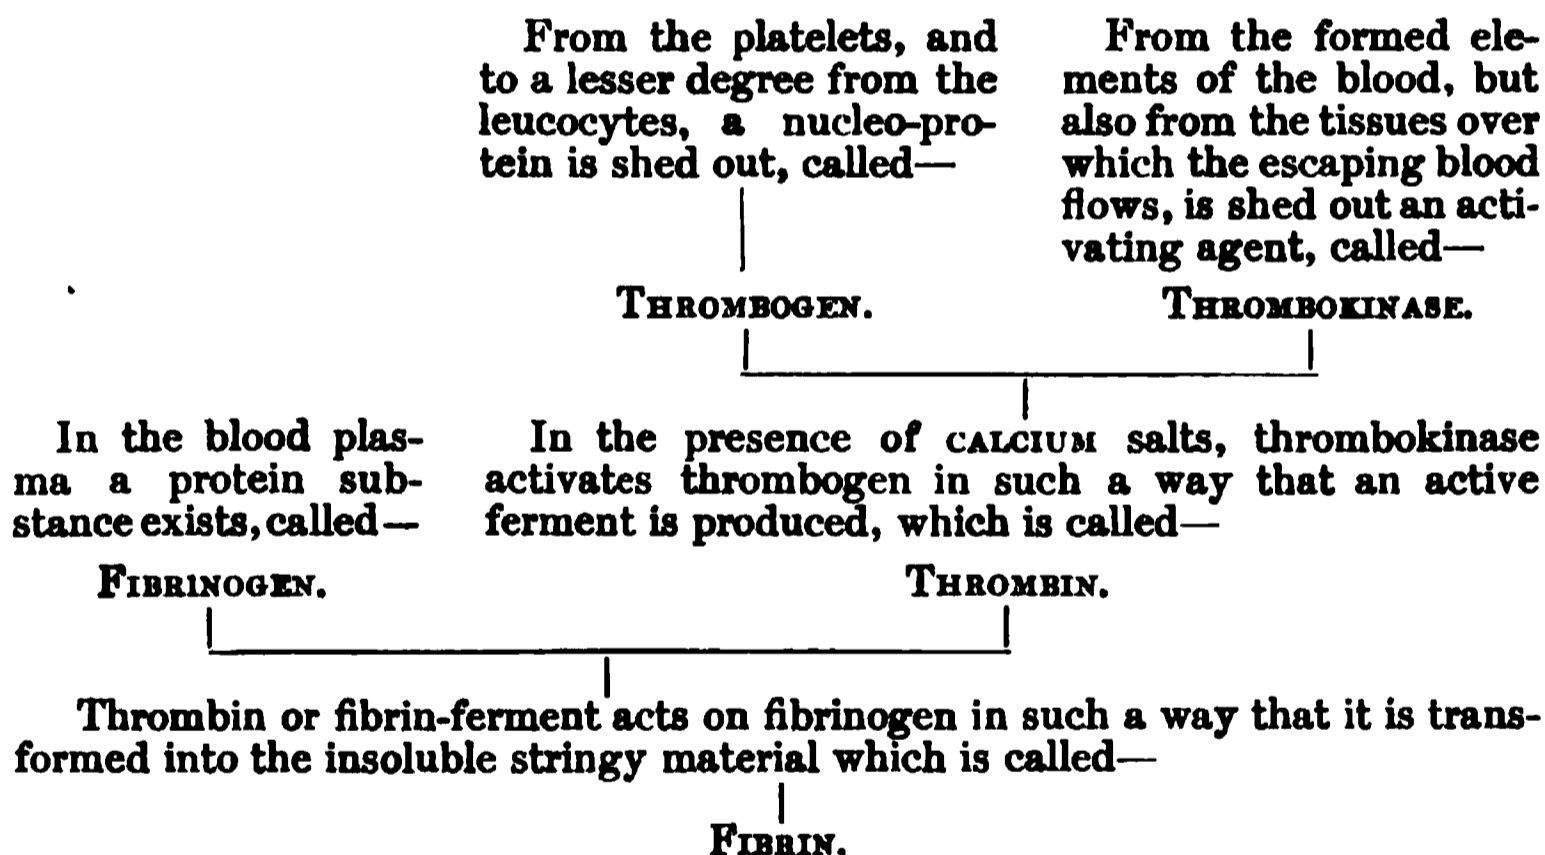 From the platelets, and
to a lesser degree from the
leucocytes, a nucleo-pro-
tein is shed out, called—
THROMBOGEN.
From the formed ele-
ments of the blood, but
also from the tissues over
which the escaping blood
flows, is shed out an acti-
vating agent, called—
THROMBOKINASE.
In the blood plas-
ma a protein sub-
stance exists, called—
FIBRINOGEN.
In the presence of CALCIUM salts, thrombokinase
activates thrombogen in such a way that an active
ferment is produced, which is called—
THROMBIN.
Thrombin or fibrin-ferment acts on fibrinogen in such a way that it is trans-
formed into the insoluble stringy material which is called—
FIBRIN.